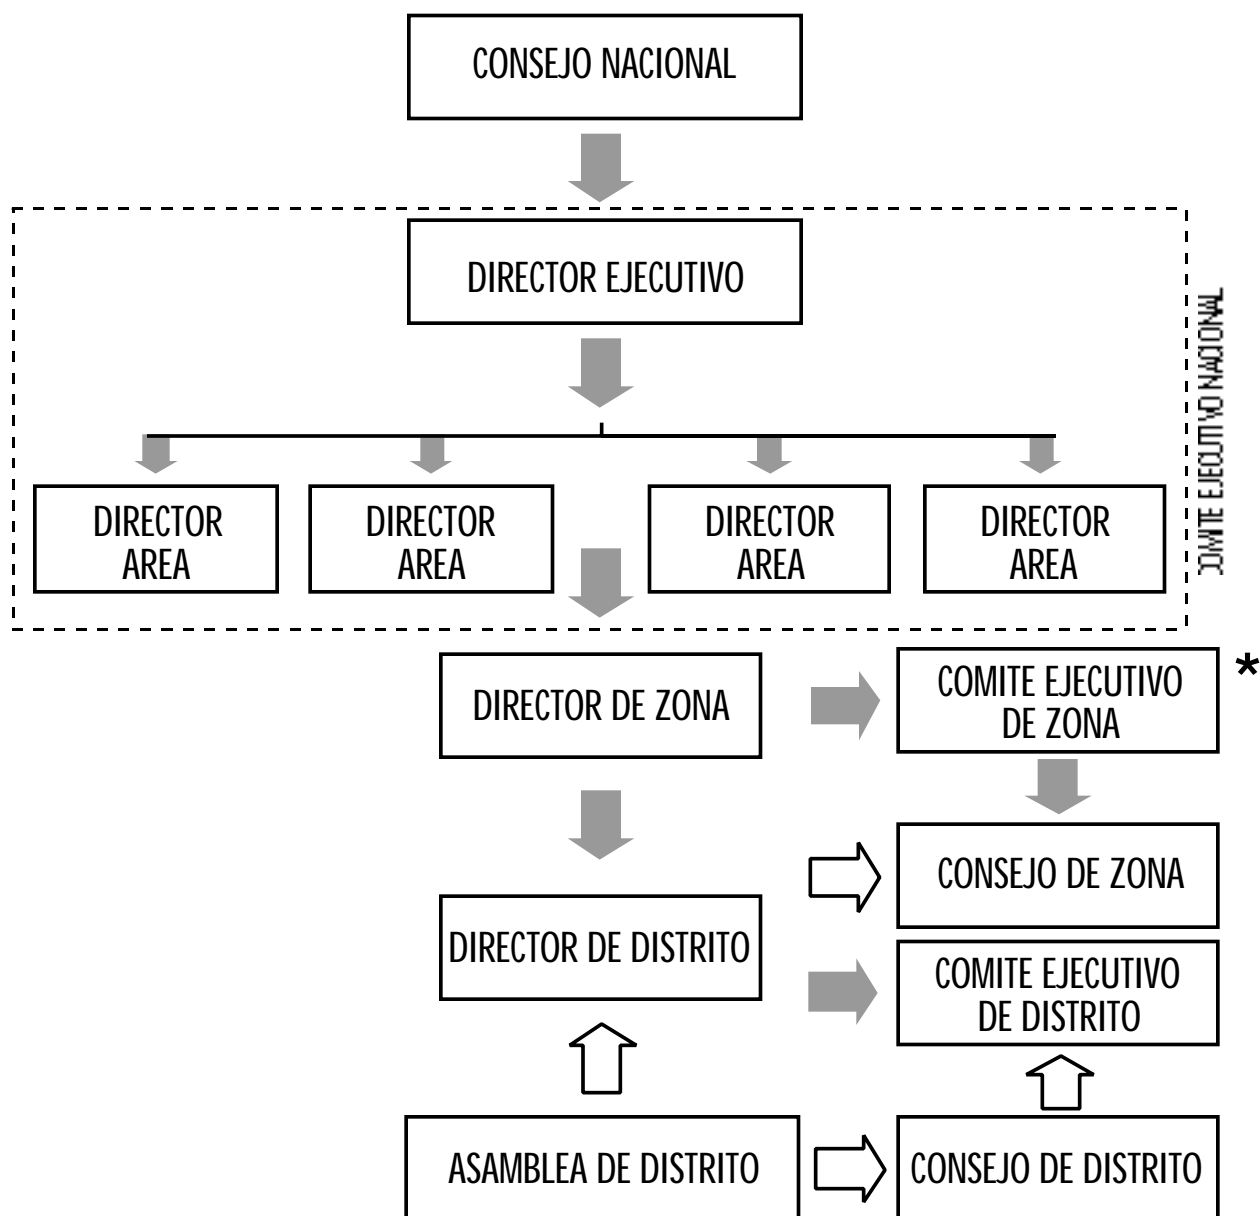 CONSEJO NACIONAL
DIRECTOR EJECUTIVO
COMITE EJECUTIVO NACIONAL
DIRECTOR
AREA
DIRECTOR
AREA
DIRECTOR
AREA
DIRECTOR
AREA
DIRECTOR DE ZONA
COMITE EJECUTIVO
DE ZONA
*
CONSEJO DE ZONA
DIRECTOR DE DISTRITO
COMITE EJECUTIVO
DE DISTRITO
ASAMBLEA DE DISTRITO
CONSEJO DE DISTRITO